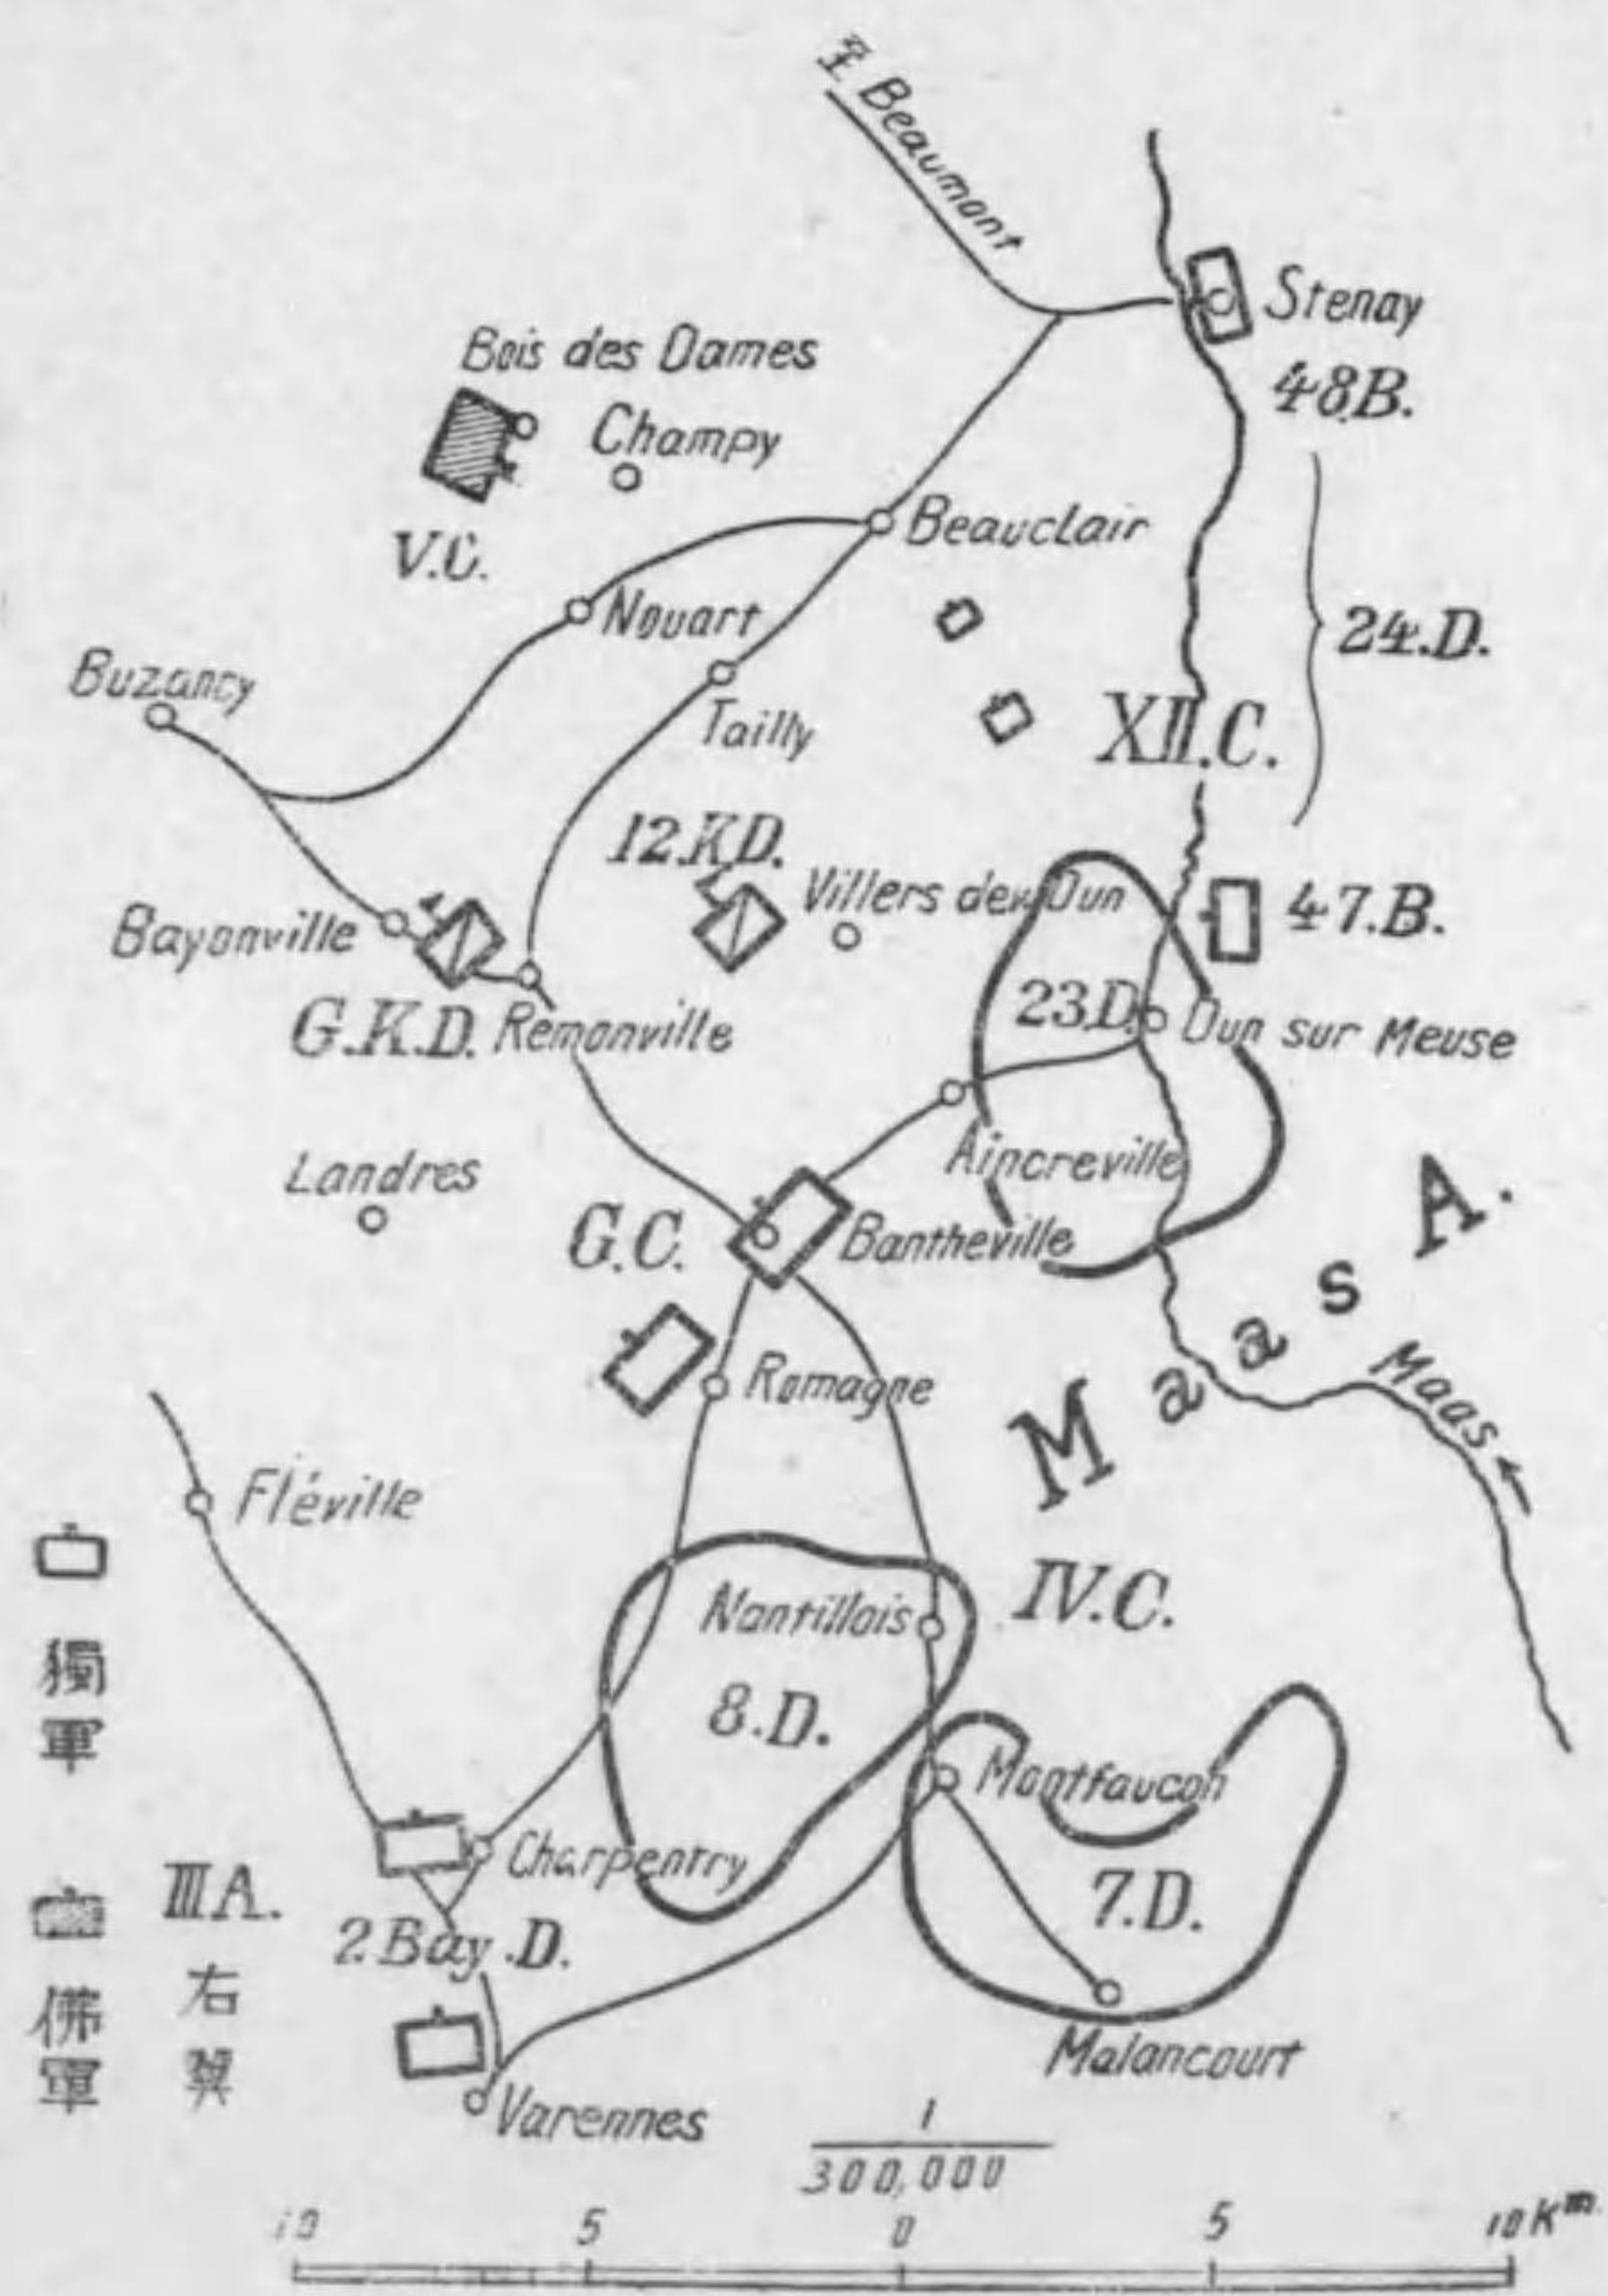 Z. Beaumont
Stenay
48.B.
Bois des Dames
Champy
V.C.
Beauclair
Nouart
24.D.
Buzancy
Tailly
XII.C.
12.K.D.
Villers dev. Dun
47.B.
Bayonville
G.K.D.
Remonville
23.D.
Dun sur Meuse
Aincreville
Landres
G.C.
Bantheville
Maas A.
Romagne
Maas
Fléville
IV.C.
Nantillois
8.D.
Montfaucon
Charpentry
7.D.
2.Bay.D.
Malancourt
Varennes
獨軍
佛軍
III A.
右翼
1
300,000
10 5 0 5 10 Km.